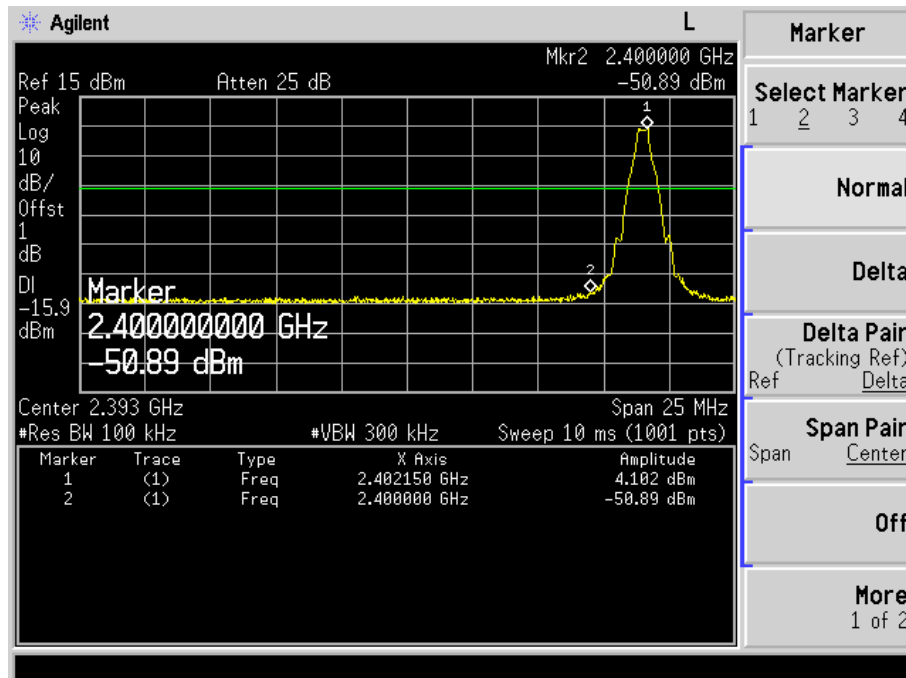 Agilent
L
Marker
Mkr2 2.400000 GHz
Ref 15 dBm Atten 25 dB -50.89 dBm
Peak
Log
10
dB/
Offst
1
dB
DI
-15.9
dBm
1
2
Marker
2.400000000 GHz
-50.89 dBm
Center 2.393 GHz Span 25 MHz
#Res BW 100 kHz #VBW 300 kHz Sweep 10 ms (1001 pts)
Marker Trace Type X Axis Amplitude
1 (1) Freq 2.402150 GHz 4.102 dBm
2 (1) Freq 2.400000 GHz -50.89 dBm
Select Marker
1 2 3 4
Normal
Delta
Delta Pair
(Tracking Ref)
Ref Delta
Span Pair
Span Center
Off
More
1 of 2